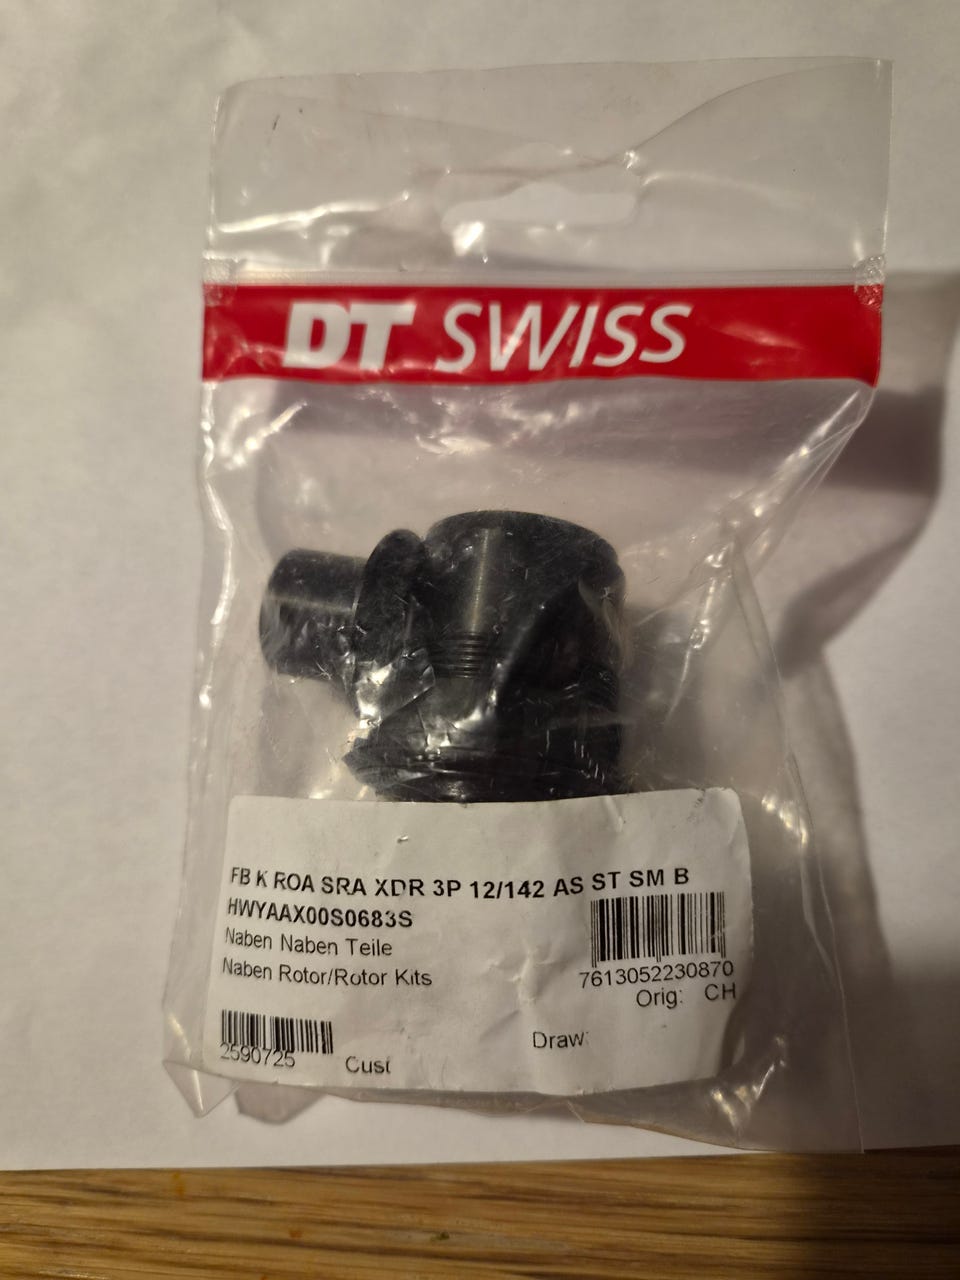 DT SWISS
FB K ROA SRA XDR 3P 12/142 AS ST SM B
HWYAAX00S0683S
Naben Naben Teile
Naben Rotor/Rotor Kits
7613052230870
Orig: CH
Draw:
2590725
Cust